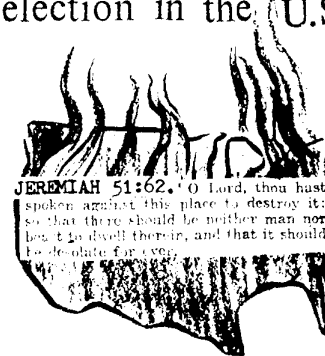 election in the U.S
JEREMIAH 51:62. O Lord, thou hast
spoken against this place to destroy it:
so that there should be neither man nor
beast to dwell therein, and that it should
be desolate for ever.